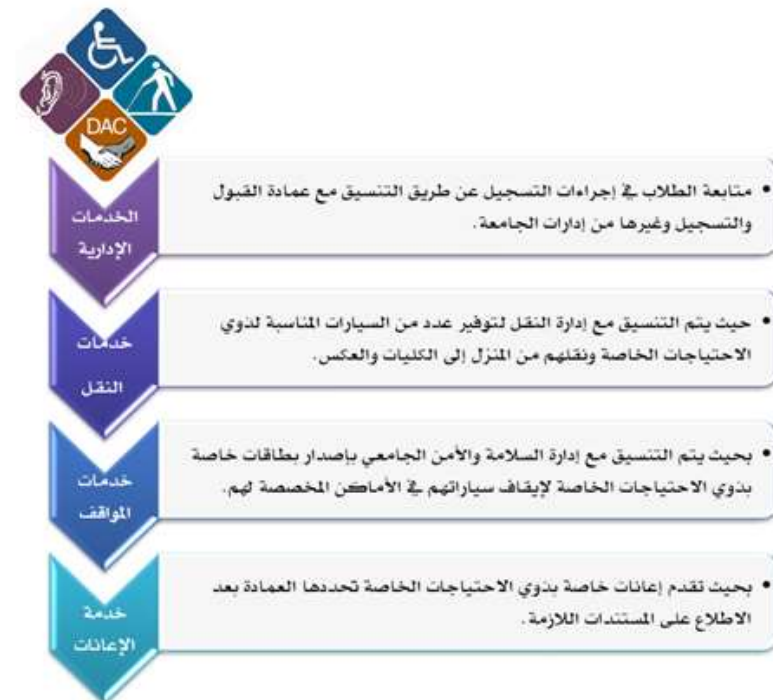 DAC
الخدمات
الإدارية
• متابعة الطلاب في إجراءات التسجيل عن طريق التنسيق مع عمادة القبول
والتسجيل وغيرها من إدارات الجامعة.
خدمات
النقل
• حيث يتم التنسيق مع إدارة النقل لتوفير عدد من السيارات المناسبة لذوي
الاحتياجات الخاصة ونقلهم من المنزل إلى الكليات والعكس.
خدمات
المواقف
• بحيث يتم التنسيق مع إدارة السلامة والأمن الجامعي بإصدار بطاقات خاصة
بذوي الاحتياجات الخاصة لإيقاف سياراتهم في الأماكن المخصصة لهم.
خدمة
الإعانات
• بحيث تقدم إعانات خاصة بذوي الاحتياجات الخاصة تحددها العمادة بعد
الاطلاع على المستندات اللازمة.